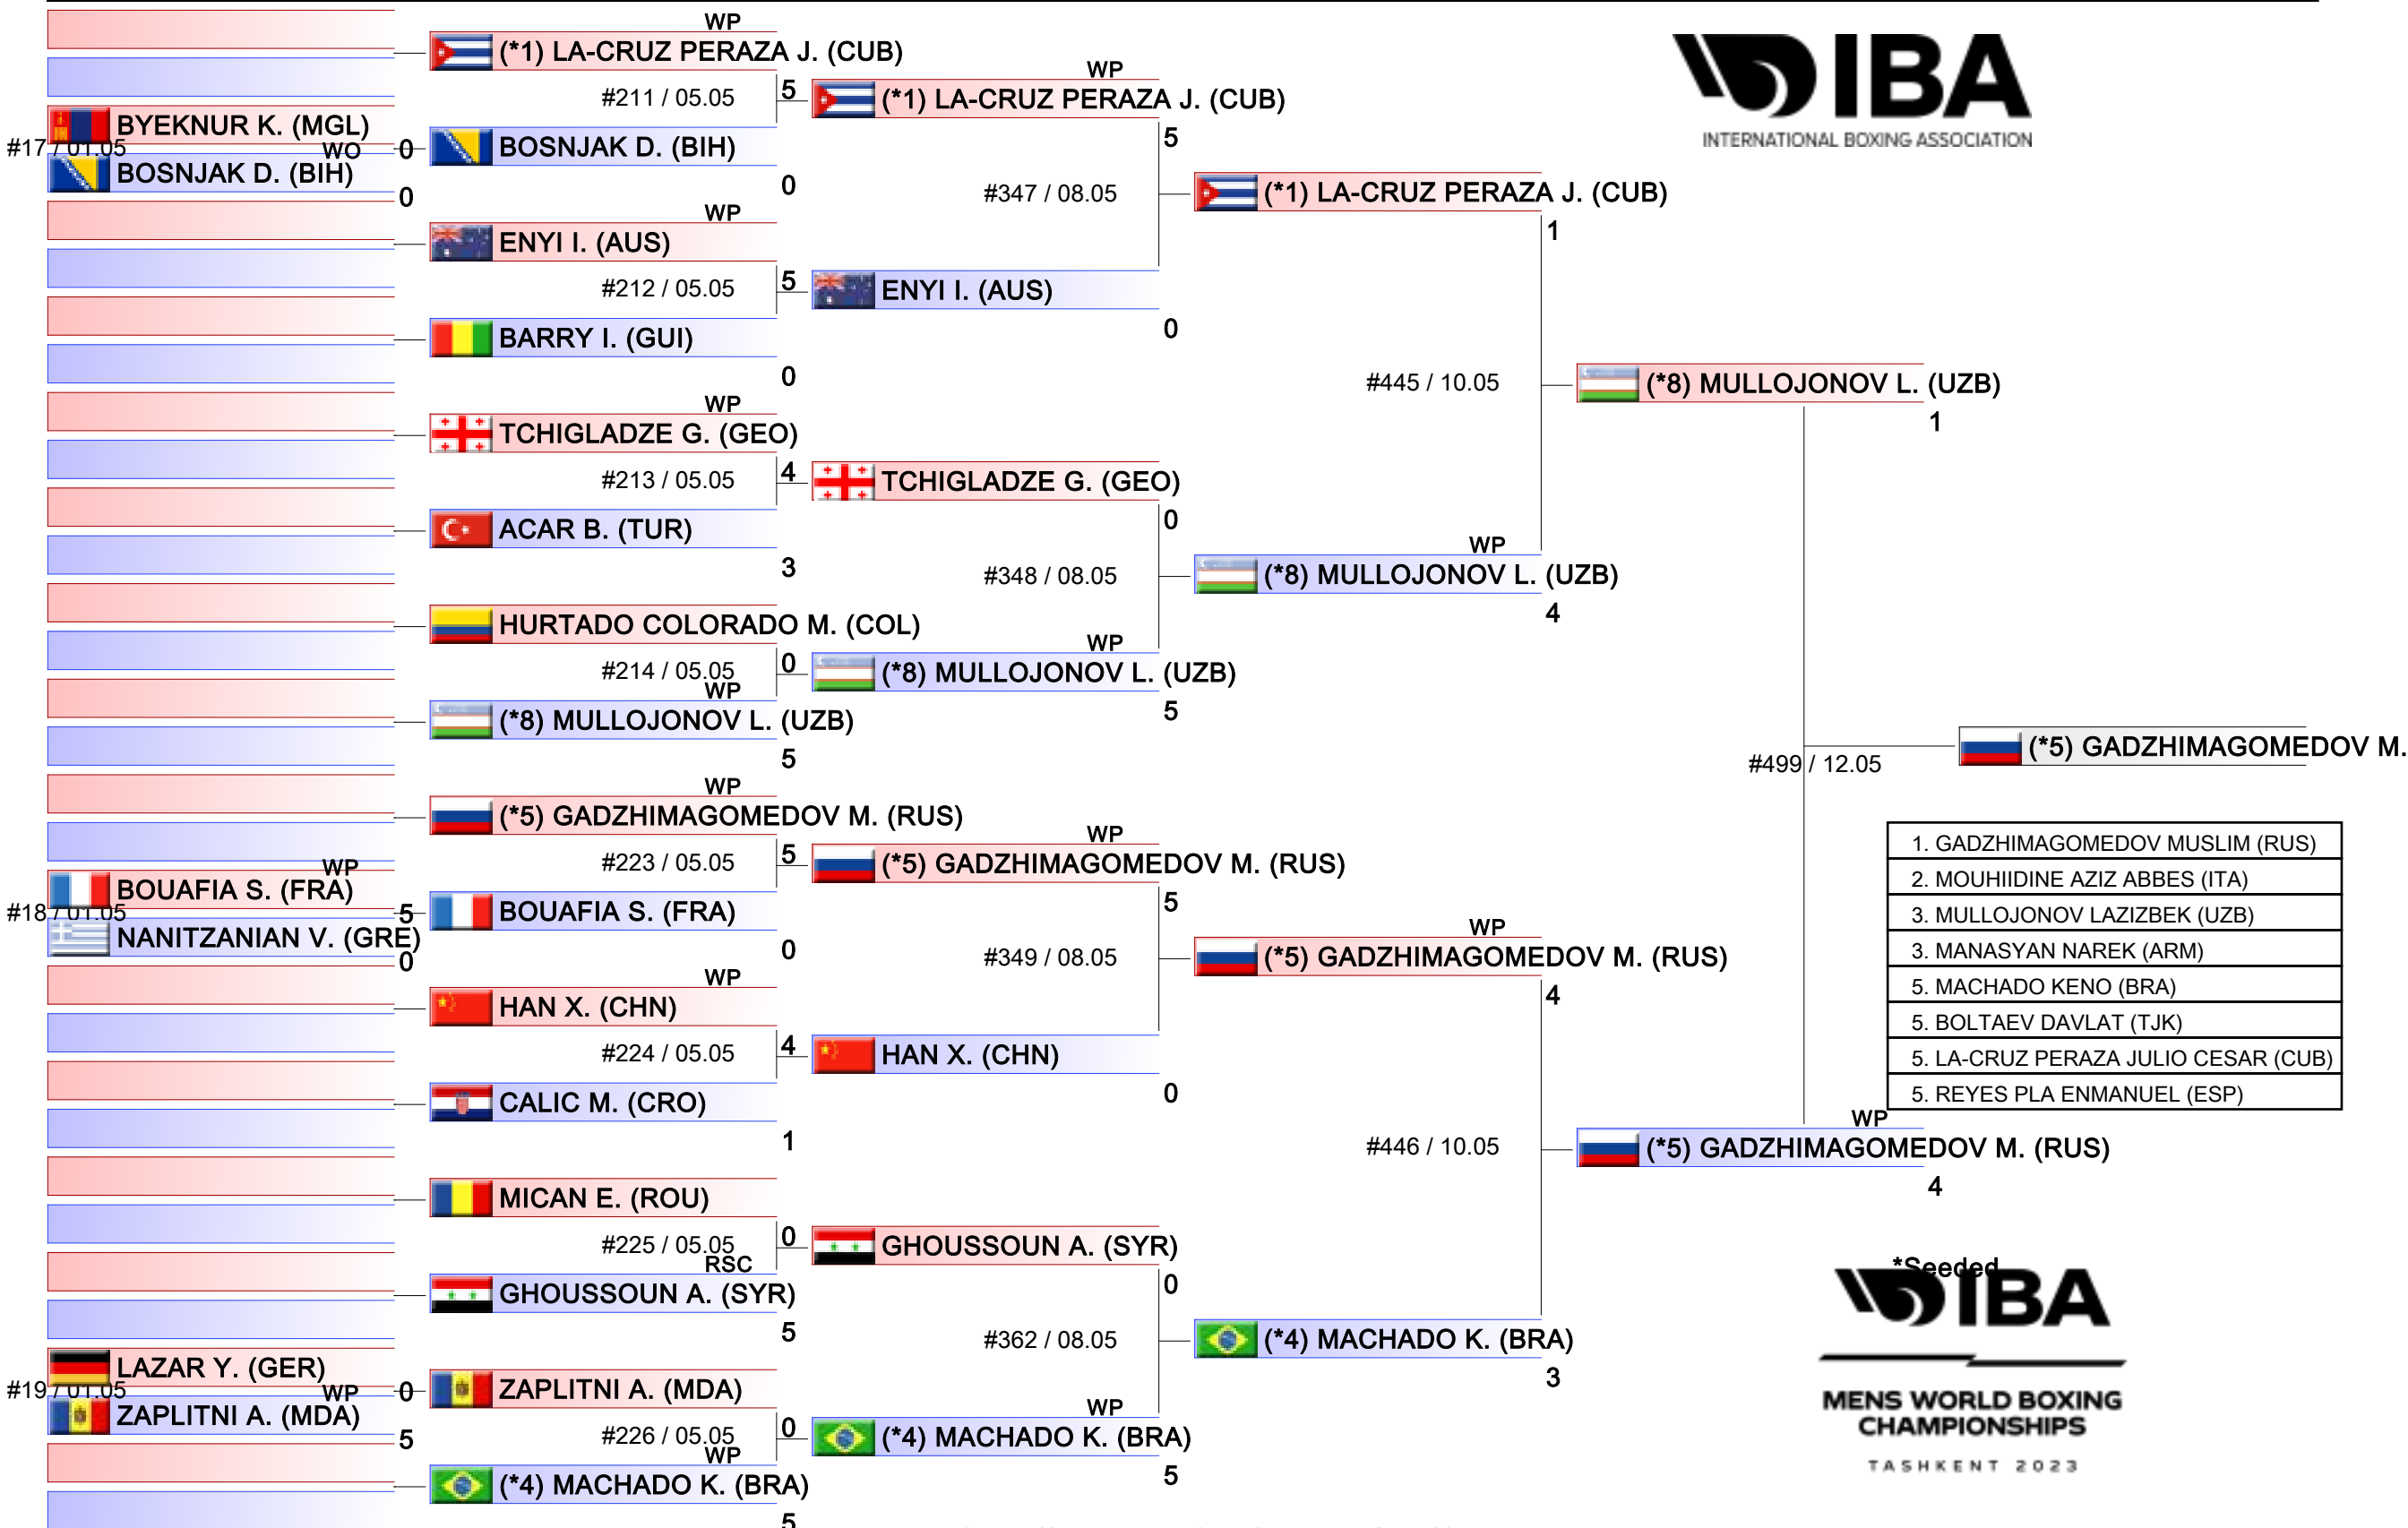 WP
(*1) LA-CRUZ PERAZA J. (CUB)
#211 / 05.05
5
BYEKNUR K. (MGL)
#17 / 01.05
WO
0
BOSNJAK D. (BIH)
0
BOSNJAK D. (BIH)
0
WP
(*1) LA-CRUZ PERAZA J. (CUB)
5
#347 / 08.05
WP
ENYI I. (AUS)
#212 / 05.05
5
BARRY I. (GUI)
0
ENYI I. (AUS)
0
(*1) LA-CRUZ PERAZA J. (CUB)
1
#445 / 10.05
WP
TCHIGLADZE G. (GEO)
#213 / 05.05
4
ACAR B. (TUR)
3
TCHIGLADZE G. (GEO)
0
#348 / 08.05
HURTADO COLORADO M. (COL)
#214 / 05.05
0
WP
(*8) MULLOJONOV L. (UZB)
5
WP
(*8) MULLOJONOV L. (UZB)
5
WP
(*8) MULLOJONOV L. (UZB)
4
(*8) MULLOJONOV L. (UZB)
1
#499 / 12.05
(*5) GADZHIMAGOMEDOV M.
WP
(*5) GADZHIMAGOMEDOV M. (RUS)
#223 / 05.05
5
WP
BOUAFIA S. (FRA)
#18 / 01.05
5
NANITZANIAN V. (GRE)
0
BOUAFIA S. (FRA)
0
WP
(*5) GADZHIMAGOMEDOV M. (RUS)
5
#349 / 08.05
WP
HAN X. (CHN)
#224 / 05.05
4
CALIC M. (CRO)
1
HAN X. (CHN)
0
WP
(*5) GADZHIMAGOMEDOV M. (RUS)
4
#446 / 10.05
MICAN E. (ROU)
#225 / 05.05
0
RSC
GHOUSSOUN A. (SYR)
5
GHOUSSOUN A. (SYR)
0
#362 / 08.05
LAZAR Y. (GER)
#19 / 01.05
WP
0
ZAPLITNI A. (MDA)
5
ZAPLITNI A. (MDA)
#226 / 05.05
0
WP
(*4) MACHADO K. (BRA)
5
WP
(*4) MACHADO K. (BRA)
5
(*4) MACHADO K. (BRA)
3
WP
(*5) GADZHIMAGOMEDOV M. (RUS)
4
IBA
INTERNATIONAL BOXING ASSOCIATION
1. GADZHIMAGOMEDOV MUSLIM (RUS)
2. MOUHIIDINE AZIZ ABBES (ITA)
3. MULLOJONOV LAZIZBEK (UZB)
3. MANASYAN NAREK (ARM)
5. MACHADO KENO (BRA)
5. BOLTAEV DAVLAT (TJK)
5. LA-CRUZ PERAZA JULIO CESAR (CUB)
5. REYES PLA ENMANUEL (ESP)
*Seeded
IBA
MENS WORLD BOXING
CHAMPIONSHIPS
TASHKENT 2023